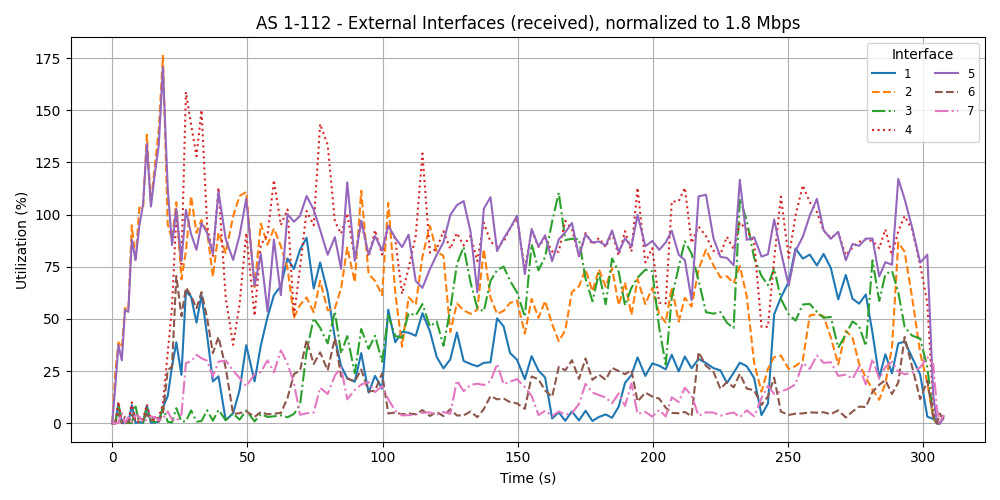 AS 1-112 - External Interfaces (received), normalized to 1.8 Mbps
Utilization (%)
175
150
125
100
75
50
25
0
0 50 100 150 200 250 300
Time (s)
Interface
1 5
2 6
3 7
4